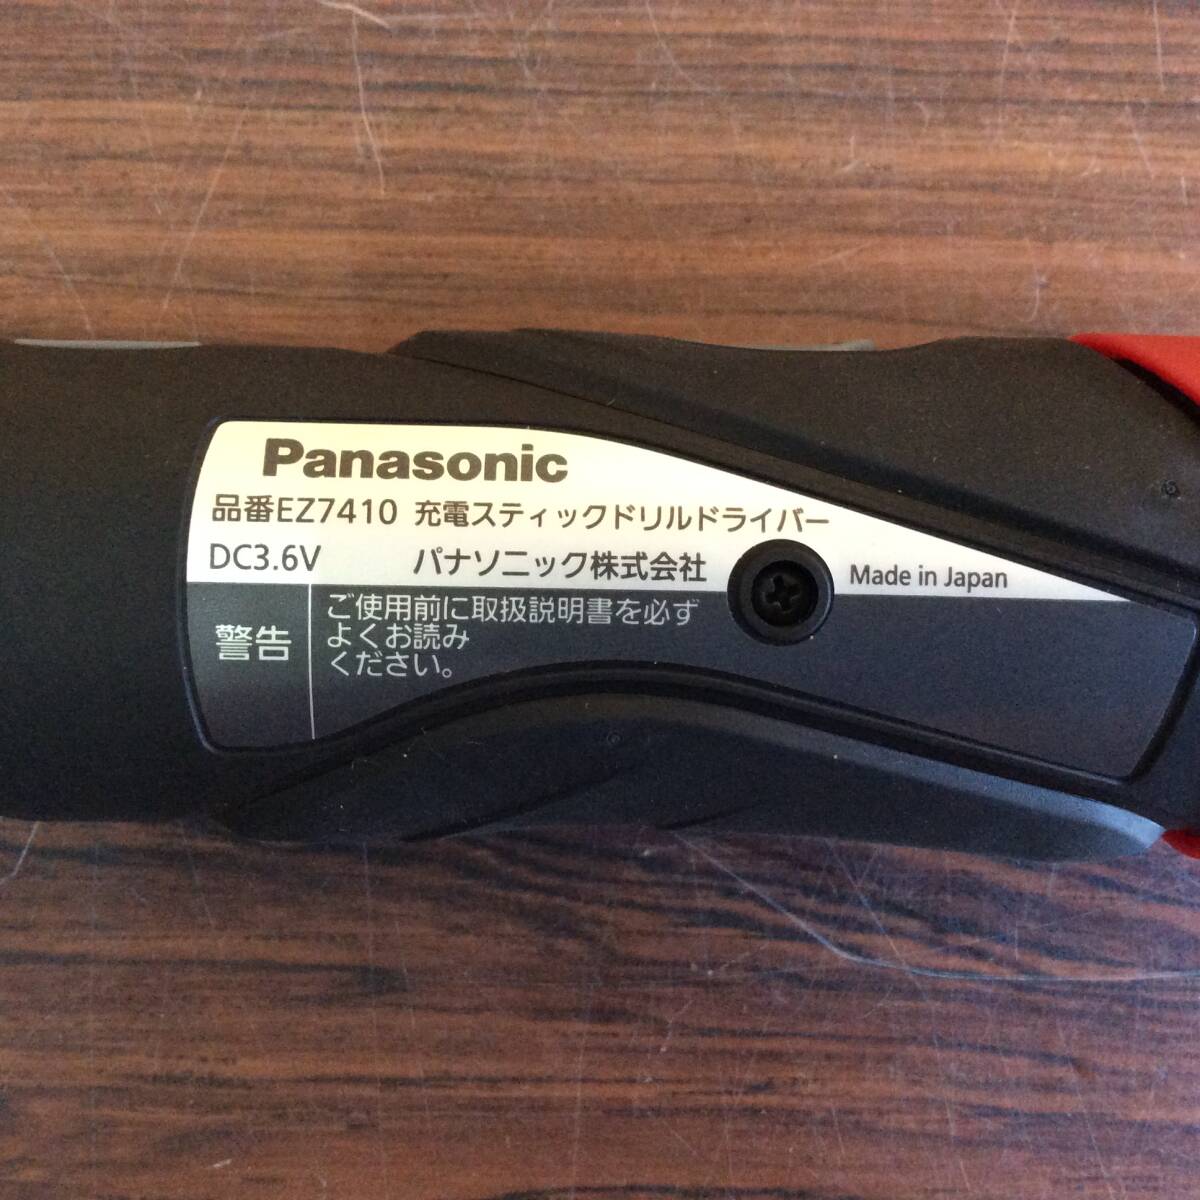 Panasonic
品番EZ7410 充電スティックドリルドライバー
DC3.6V パナソニック株式会社 Made in Japan
警告
ご使用前に取扱説明書を必ず
よくお読み
ください。